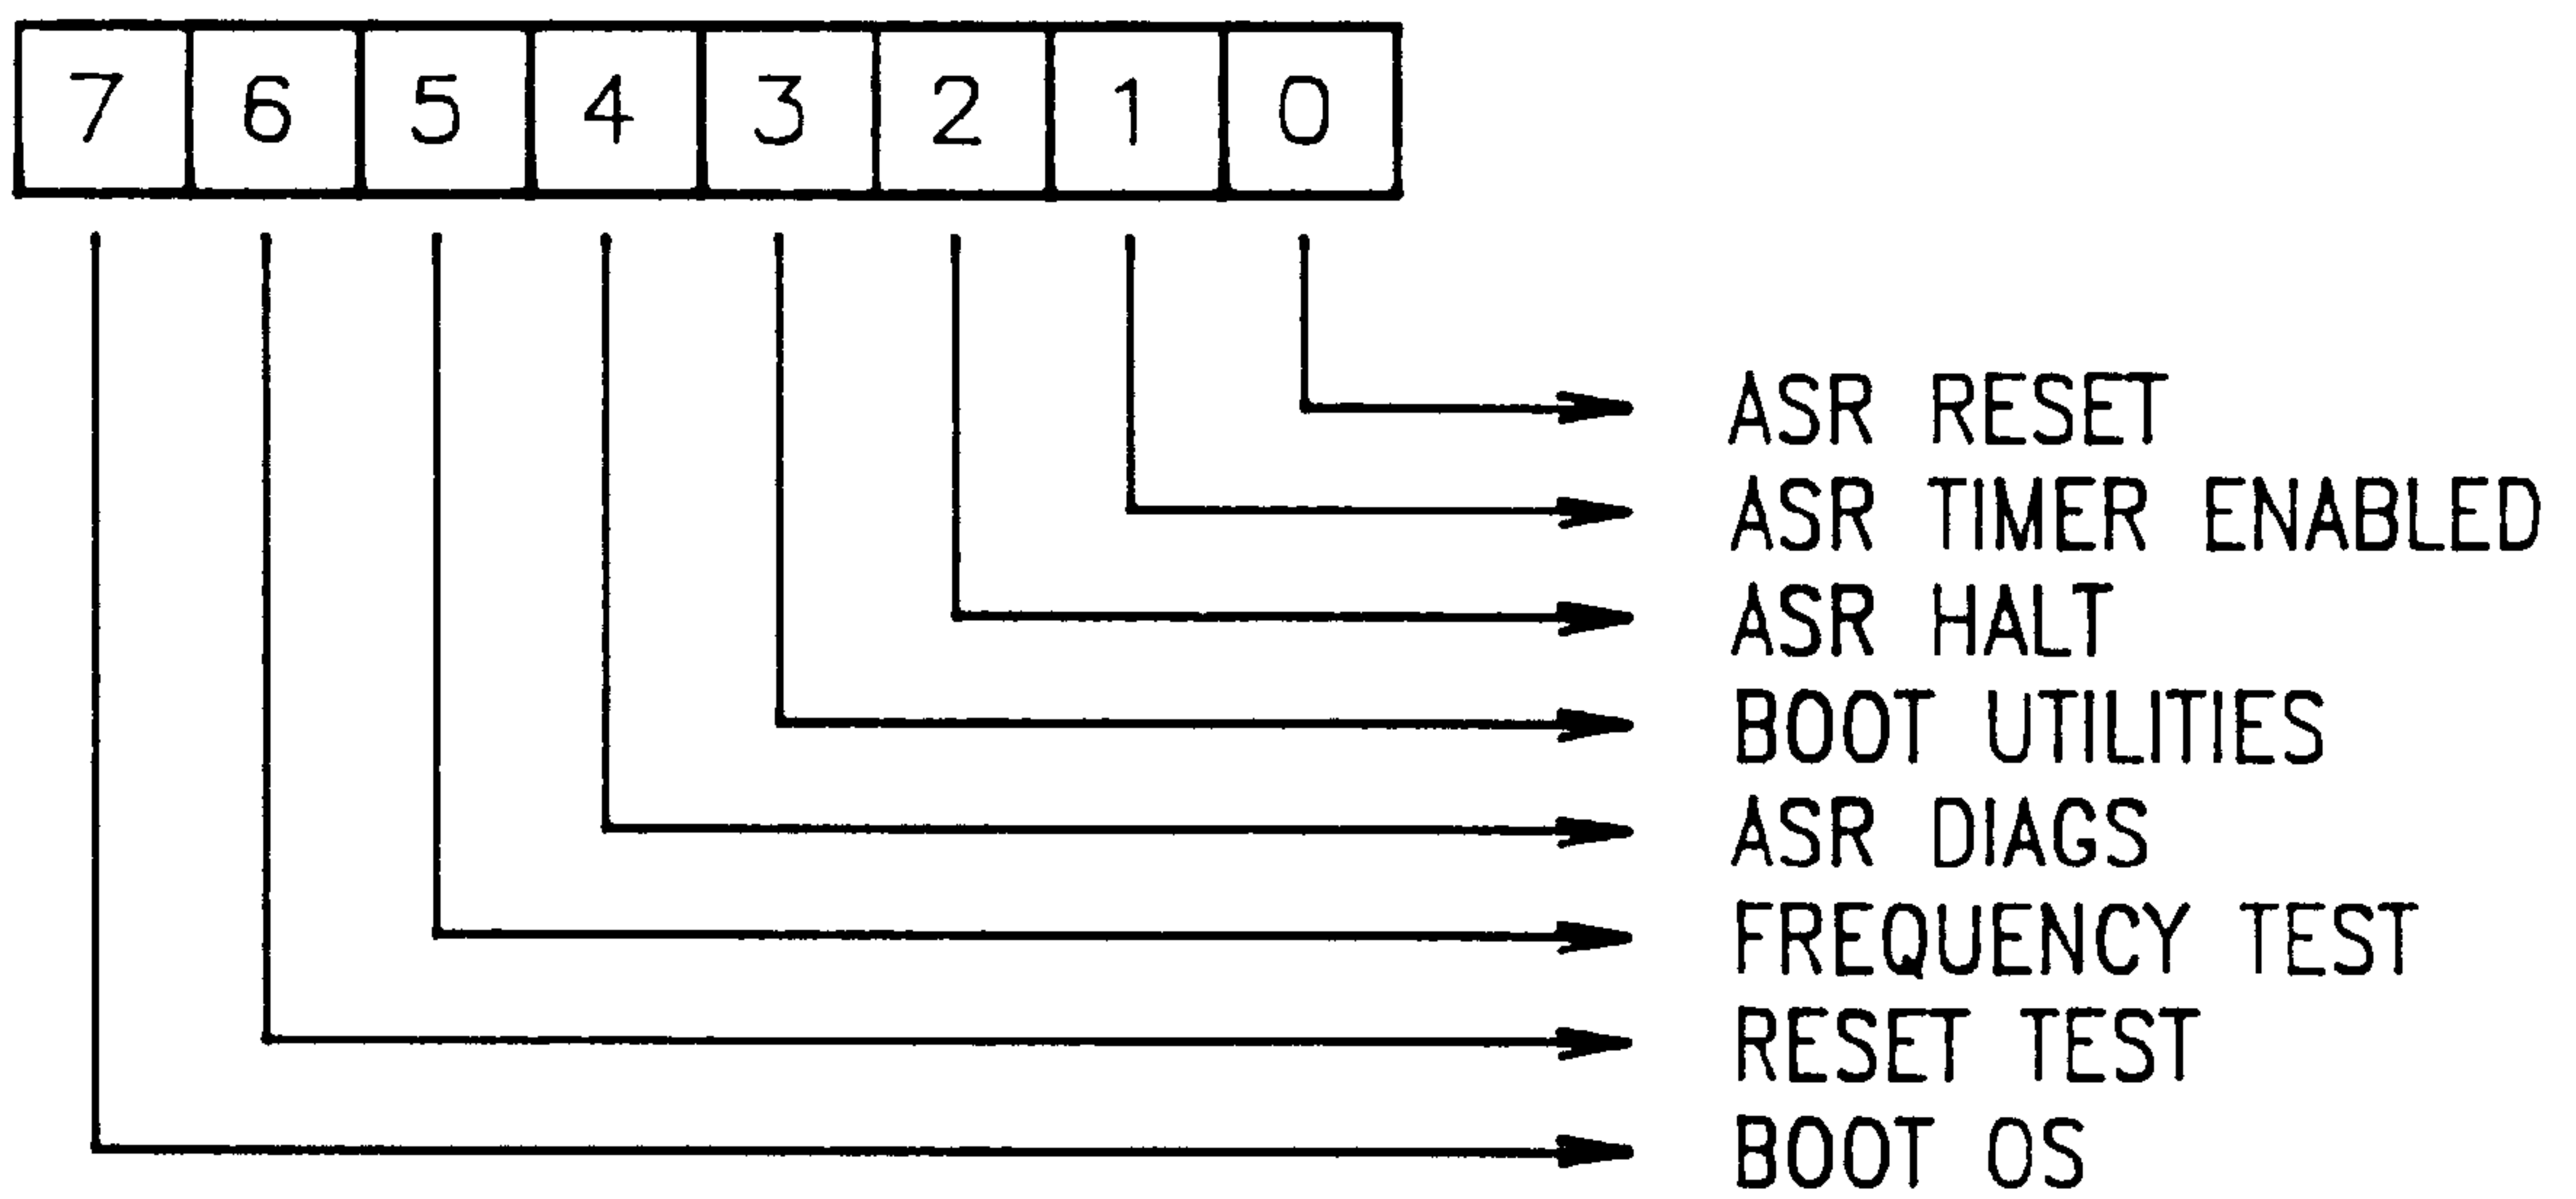 7 6 5 4 3 2 1 0
ASR RESET
ASR TIMER ENABLED
ASR HALT
BOOT UTILITIES
ASR DIAGS
FREQUENCY TEST
RESET TEST
BOOT OS